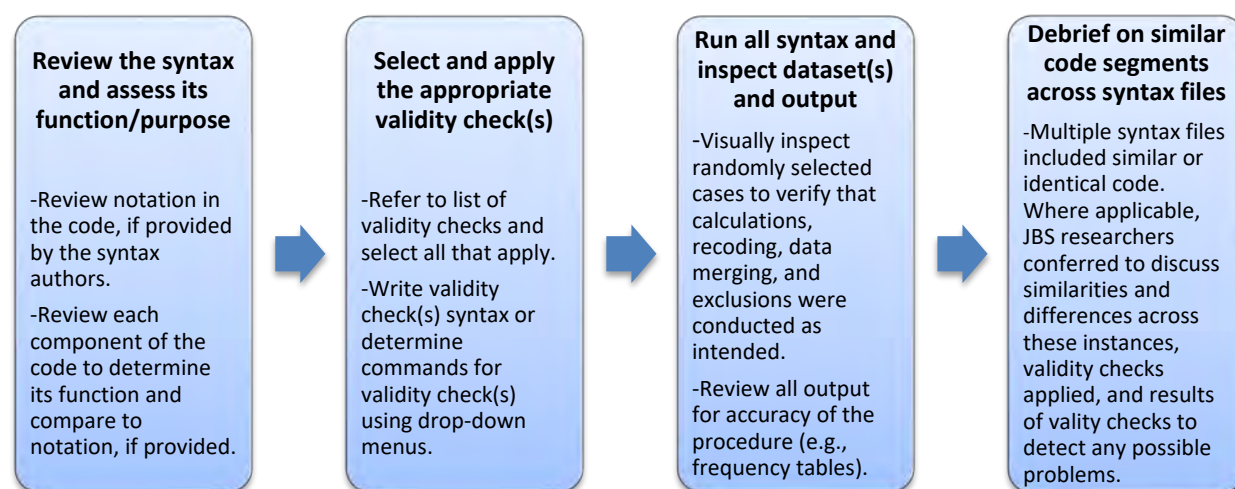 Review the syntax
and assess its
function/purpose
-Review notation in
the code, if provided
by the syntax
authors.
-Review each
component of the
code to determine
its function and
compare to
notation, if provided.
Select and apply
the appropriate
validity check(s)
-Refer to list of
validity checks and
select all that apply.
-Write validity
check(s) syntax or
determine
commands for
validity check(s)
using drop-down
menus.
Run all syntax and
inspect dataset(s)
and output
-Visually inspect
randomly selected
cases to verify that
calculations,
recoding, data
merging, and
exclusions were
conducted as
intended.
-Review all output
for accuracy of the
procedure (e.g.,
frequency tables).
Debrief on similar
code segments
across syntax files
-Multiple syntax files
included similar or
identical code.
Where applicable,
JBS researchers
conferred to discuss
similarities and
differences across
these instances,
validity checks
applied, and results
of vality checks to
detect any possible
problems.